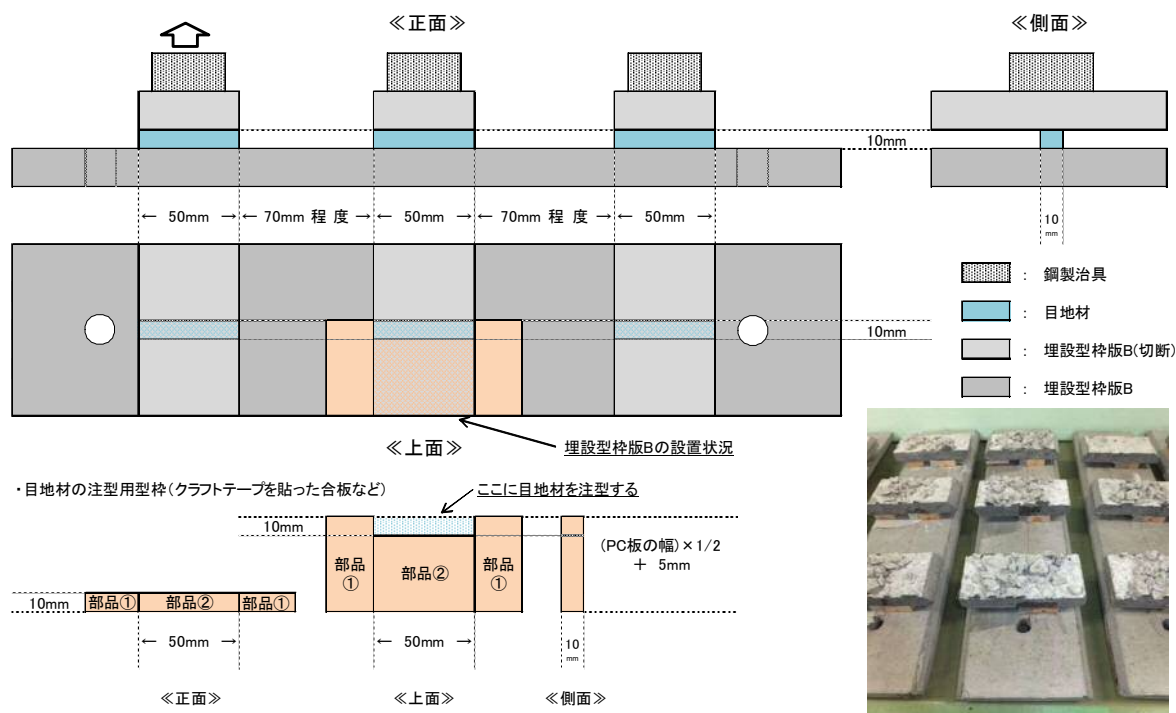 ≪正面≫
≪側面≫
10mm
← 50mm →
← 70mm 程 度 →
← 50mm →
← 70mm 程 度 →
← 50mm →
10
mm
10mm
： 鋼製治具
： 目地材
： 埋設型枠版B(切断)
： 埋設型枠版B
≪上面≫
埋設型枠版Bの設置状況
・目地材の注型用型枠(クラフトテープを貼った合板など)
ここに目地材を注型する
10mm
(PC板の幅)×1/2
＋ 5mm
部品
①
部品②
部品
①
10mm
部品①
部品②
部品①
← 50mm →
← 50mm →
10
mm
≪正面≫
≪上面≫
≪側面≫